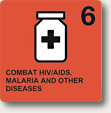 6
COMBAT HIV/AIDS,
MALARIA AND OTHER
DISEASES